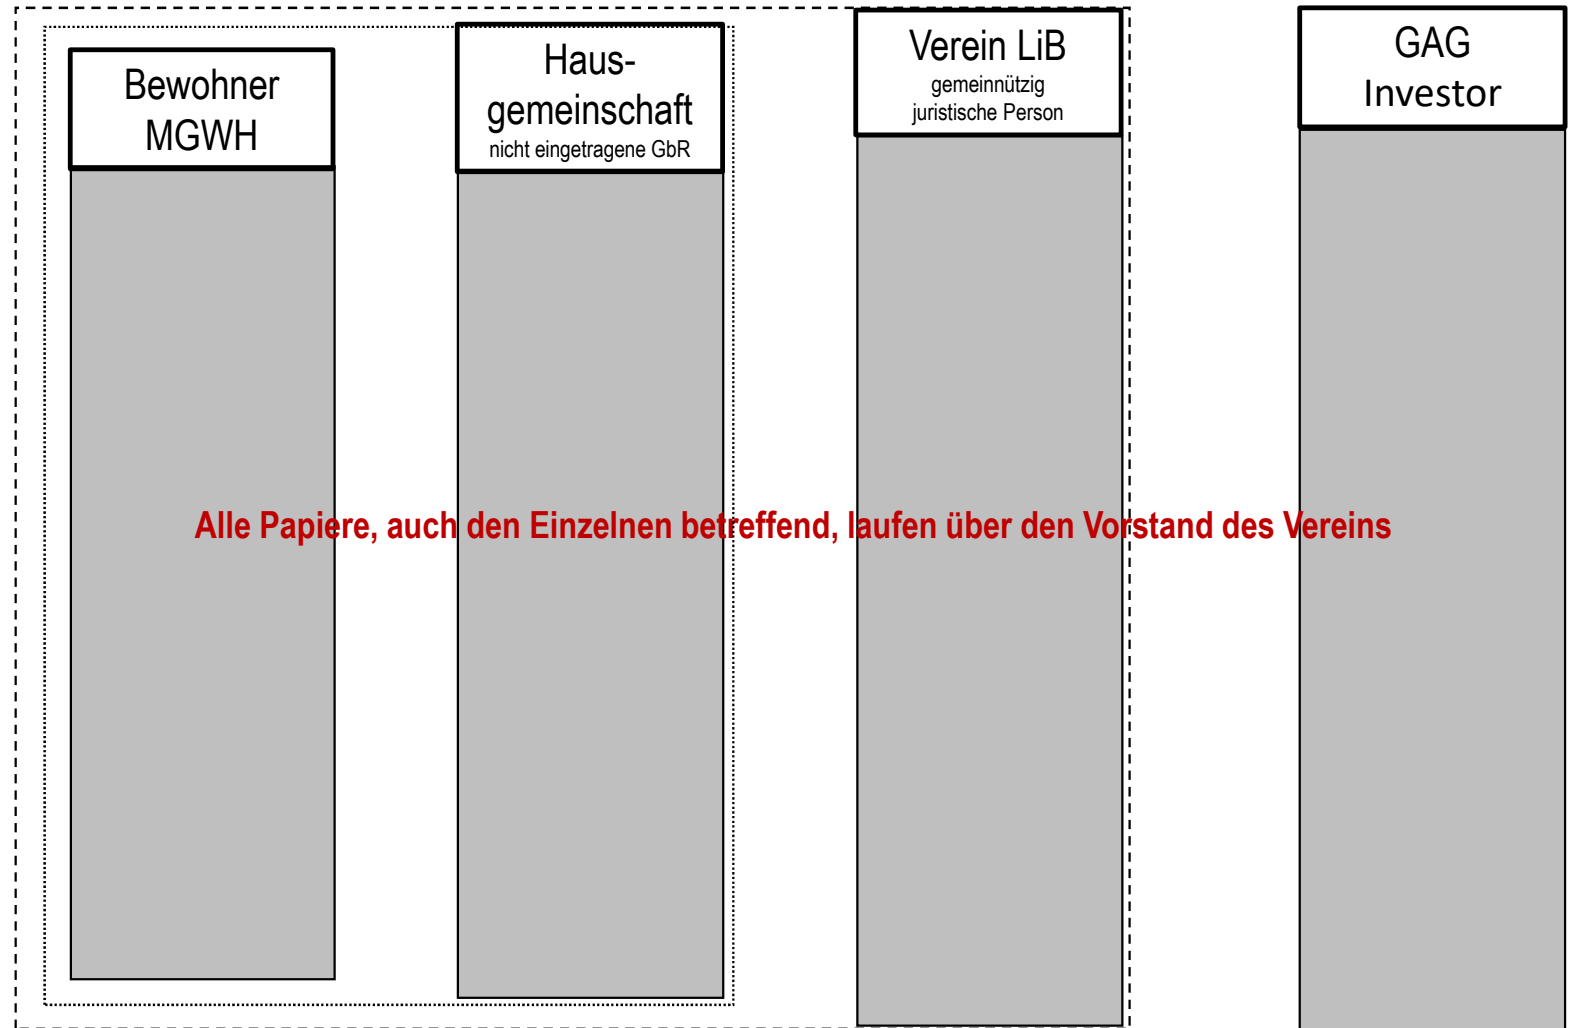 Bewohner
MGWH
Haus-
gemeinschaft
nicht eingetragene GbR
Verein LiB
gemeinnützig
juristische Person
GAG
Investor
Alle Papiere, auch den Einzelnen betreffend, laufen über den Vorstand des Vereins